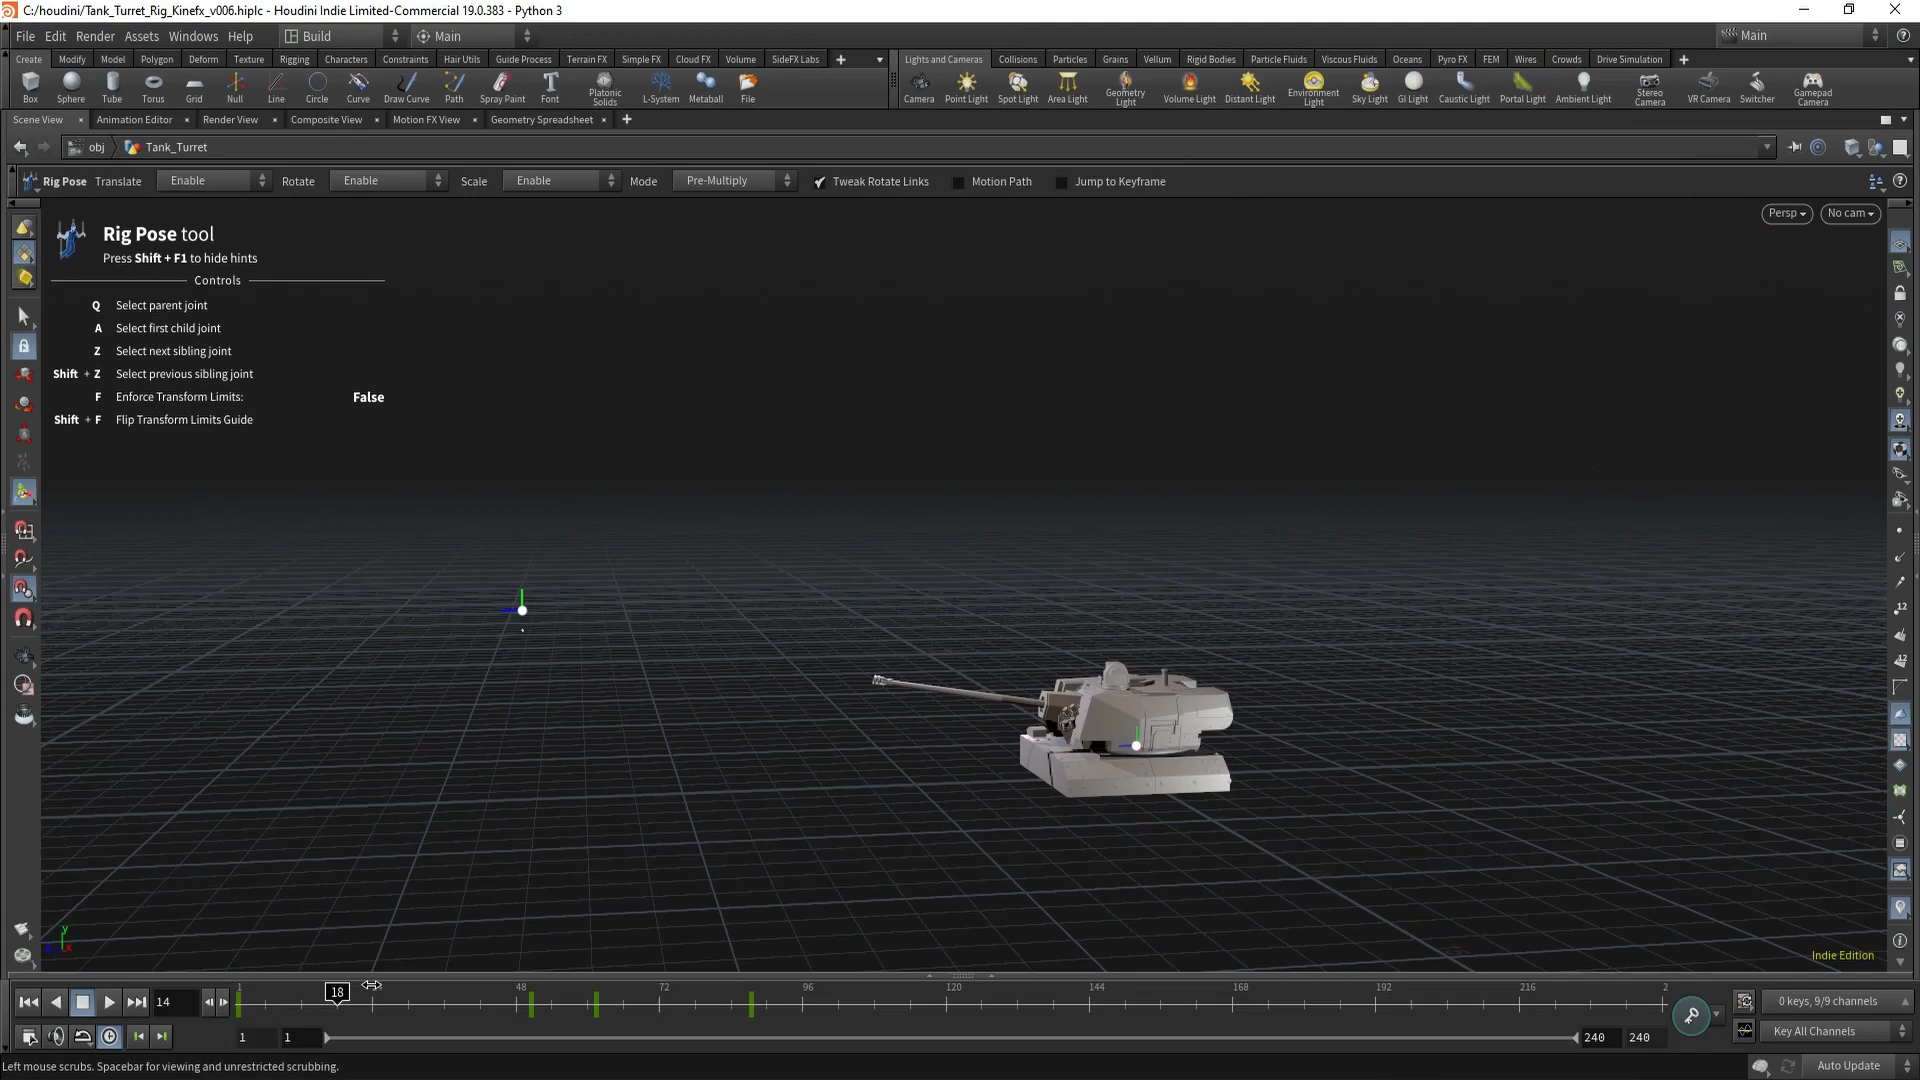 C:/houdini/Tank_Turret_Rig_Kinefx_v006.hiplc - Houdini Indie Limited-Commercial 19.0.383 - Python 3
File Edit Render Assets Windows Help Build Main Main
Create Modify Model Polygon Deform Texture Rigging Characters Constraints Hair Utils Guide Process Terrain FX Simple FX Cloud FX Volume SideFX Labs
Lights and Cameras Collisions Particles Grains Vellum Rigid Bodies Particle Fluids Viscous Fluids Oceans Pyro FX FEM Wires Crowds Drive Simulation
Box Sphere Tube Torus Grid Null Line Circle Curve Draw Curve Path Spray Paint Font Platonic Solids L-System Metaball File
Camera Point Light Spot Light Area Light Geometry Light Volume Light Distant Light Environment Light Sky Light GI Light Caustic Light Portal Light Ambient Light Stereo Camera VR Camera Switcher Gamepad Camera
Scene View Animation Editor Render View Composite View Motion FX View Geometry Spreadsheet
obj Tank_Turret
Rig Pose Translate Enable Rotate Enable Scale Enable Mode Pre-Multiply Tweak Rotate Links Motion Path Jump to Keyframe
Persp No cam
Rig Pose tool
Press Shift + F1 to hide hints
Controls
Q Select parent joint
A Select first child joint
Z Select next sibling joint
Shift + Z Select previous sibling joint
F Enforce Transform Limits: False
Shift + F Flip Transform Limits Guide
12
12
y
x
Indie Edition
14 1 18 48 72 96 120 144 168 192 216 2
0 keys, 9/9 channels
1 1 240 240
Key All Channels
Left mouse scrubs. Spacebar for viewing and unrestricted scrubbing.
Auto Update